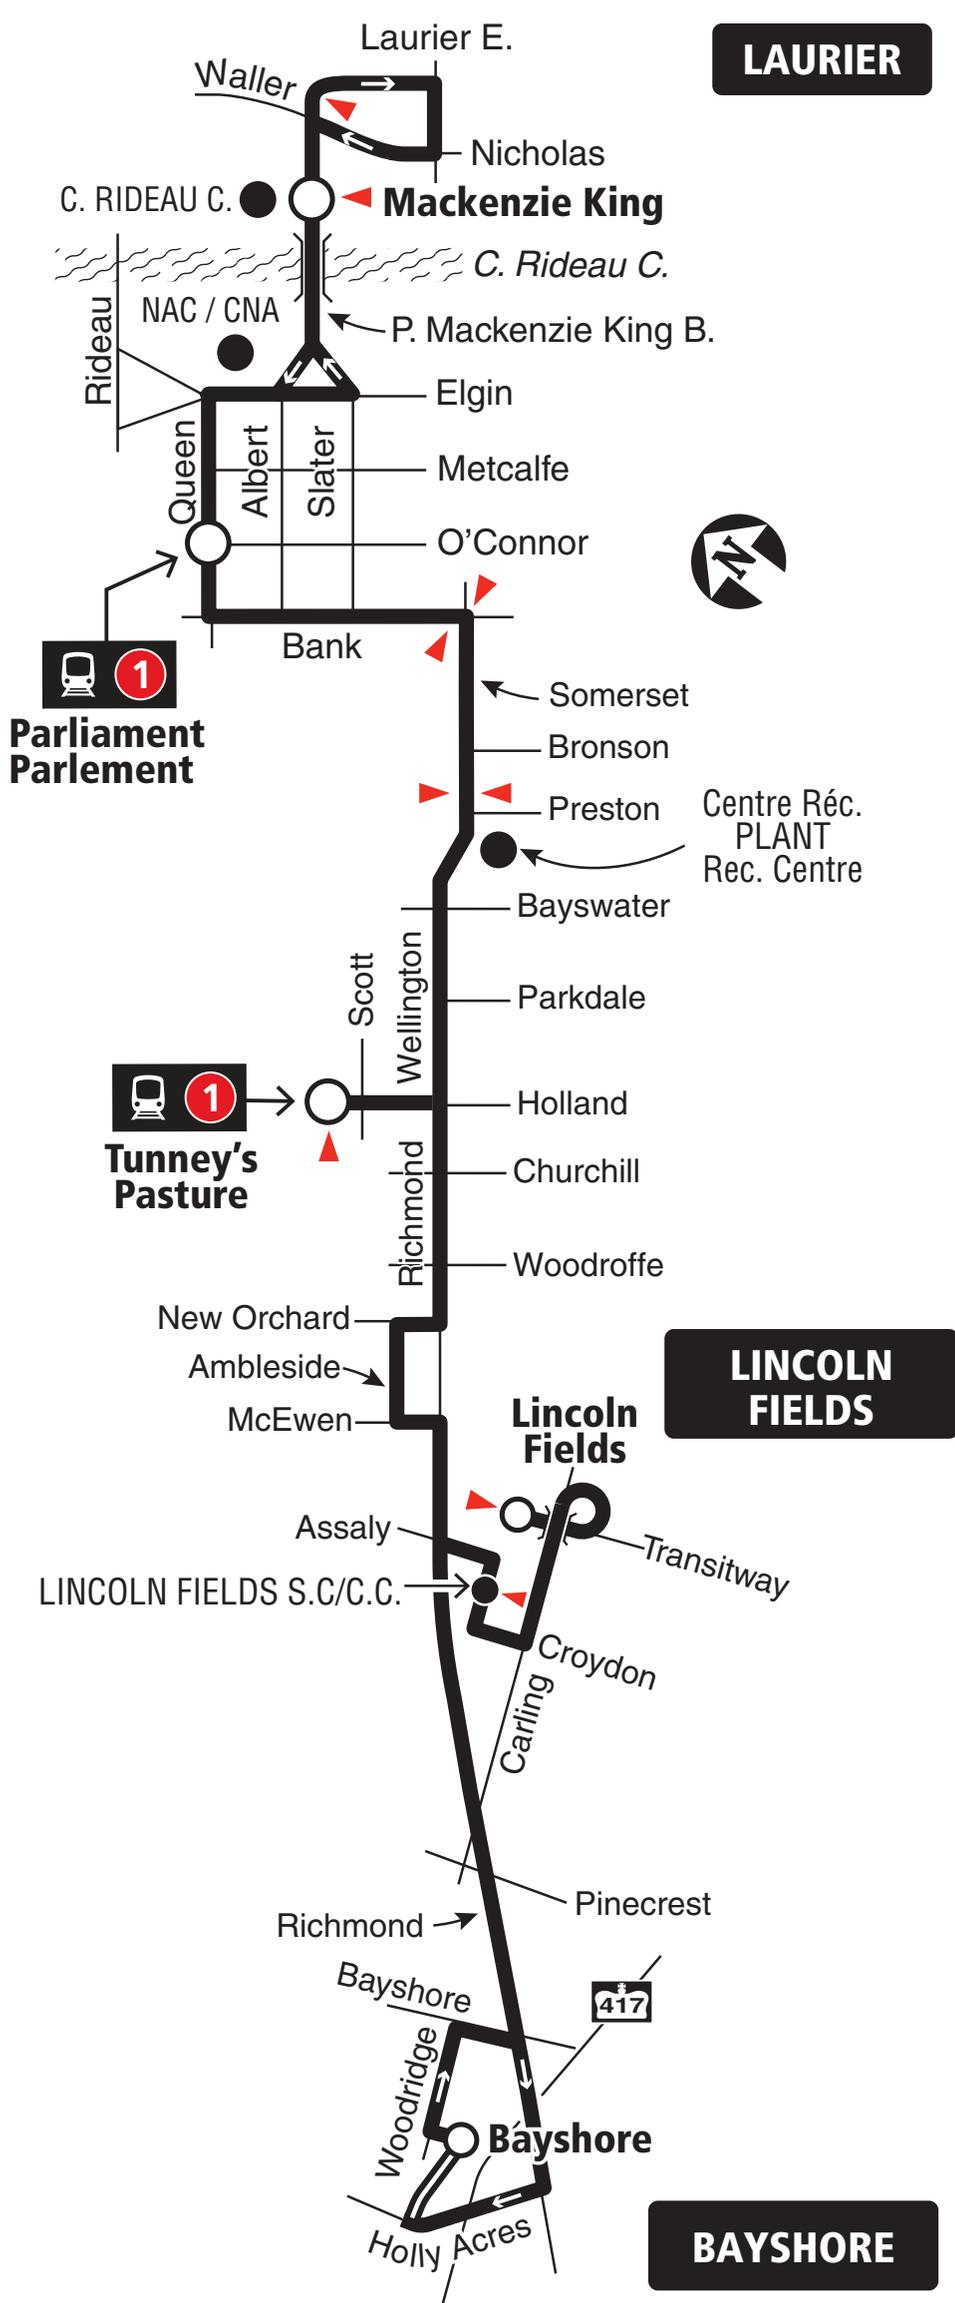 Laurier E.
LAURIER
Waller
Nicholas
C. RIDEAU C.
Mackenzie King
C. Rideau C.
Rideau
NAC / CNA
P. Mackenzie King B.
Elgin
Queen
Albert
Slater
Metcalfe
O'Connor
N
Bank
1
Parliament
Parlement
Somerset
Bronson
Preston
Centre Réc.
PLANT
Rec. Centre
Bayswater
Scott
Wellington
Parkdale
1
Holland
Tunney's
Pasture
Churchill
Richmond
Woodroffe
New Orchard
Ambleside
McEwen
LINCOLN
FIELDS
Lincoln
Fields
Assaly
Transitway
LINCOLN FIELDS S.C/C.C.
Croydon
Carling
Pinecrest
Richmond
Bayshore
417
Woodridge
Bayshore
Holly Acres
BAYSHORE